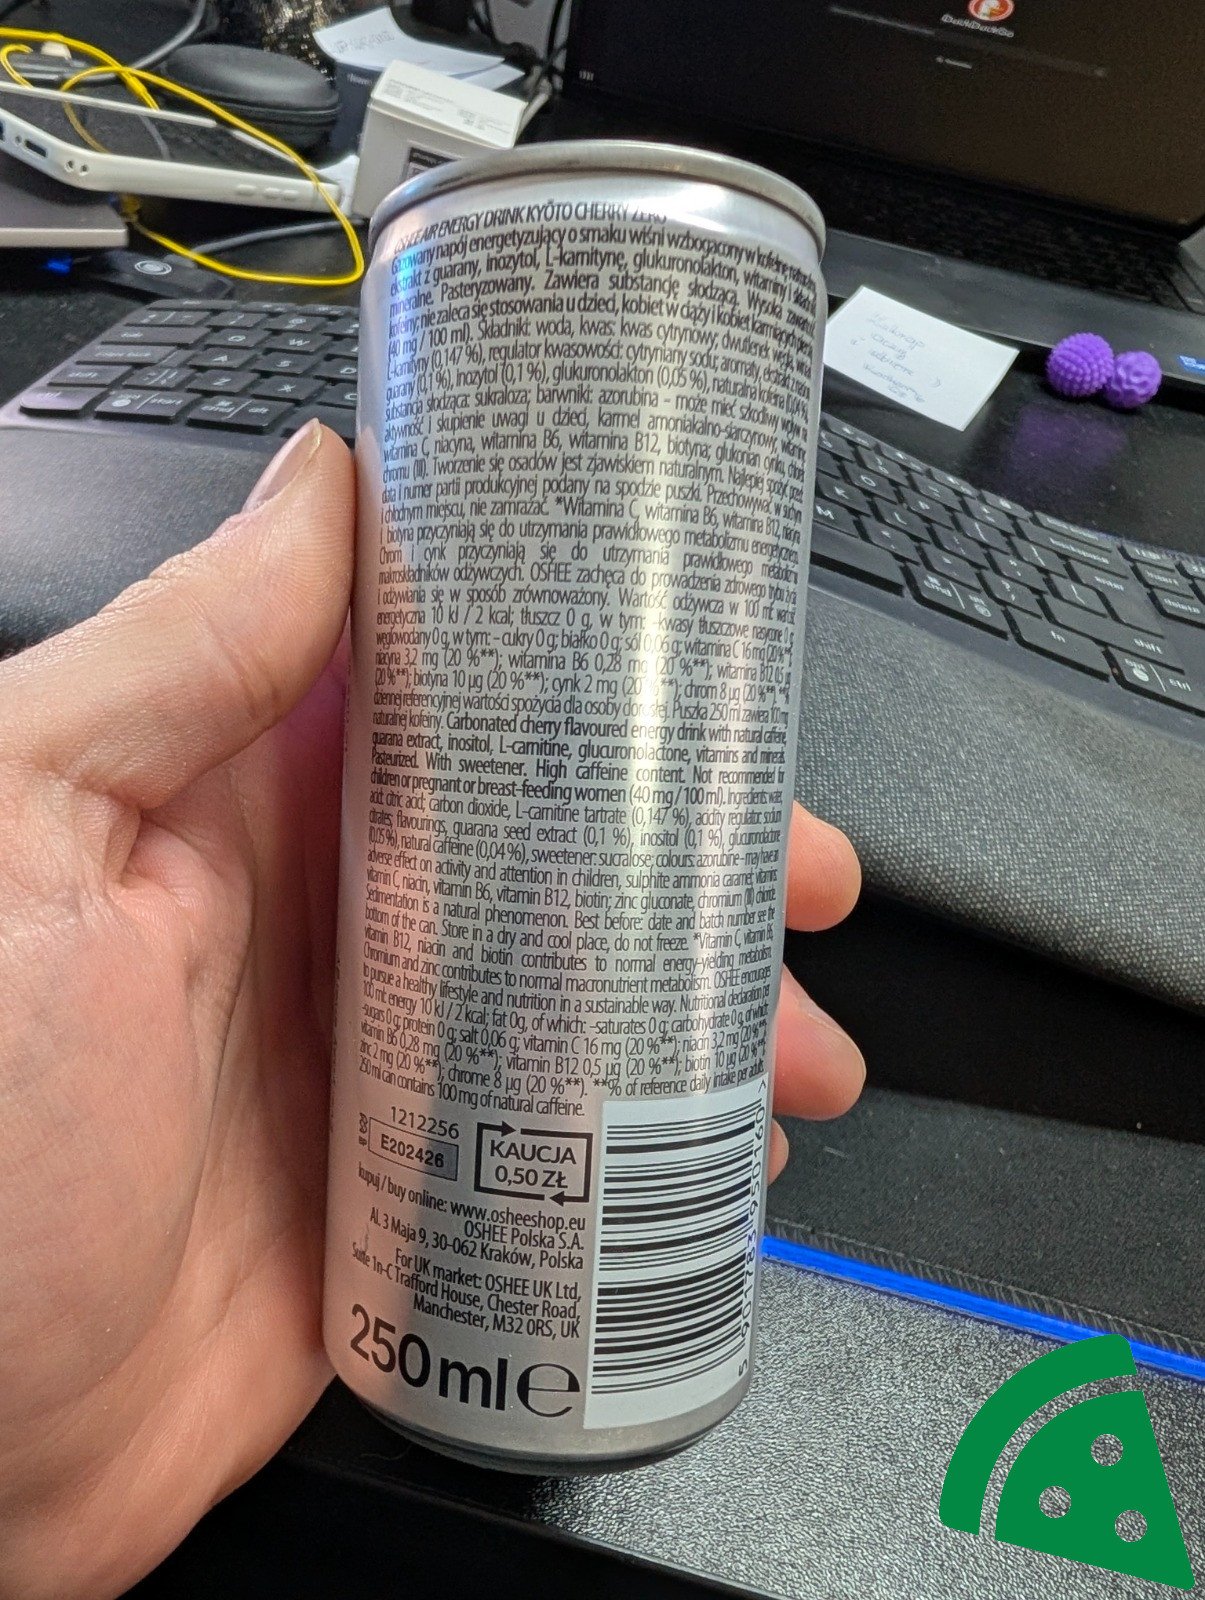 OSHEE AIR ENERGY DRINK KYŌTO CHERRY ZERO
Gazowany napój energetyzujący o smaku wiśni wzbogacony w kofeinę naturalną,
ekstrakt z guarany, inozytol, L-karnitynę, glukuronolakton, witaminy i składniki
mineralne. Pasteryzowany. Zawiera substancję słodzącą. Wysoka zawartość
kofeiny; nie zaleca się stosowania u dzieci, kobiet w ciąży i kobiet karmiących piersią
(40 mg / 100 ml). Składniki: woda, kwas: kwas cytrynowy; dwutlenek węgla, winian
L-karnityny (0,147 %), regulator kwasowości: cytryniany sodu; aromaty, ekstrakt z nasion
guarany (0,1 %), inozytol (0,1 %), glukuronolakton (0,05 %), naturalna kofeina (0,04 %),
substancja słodząca: sukraloza; barwniki: azorubina – może mieć szkodliwy wpływ na
aktywność i skupienie uwagi u dzieci, karmel amoniakalno-siarczynowy; witaminy:
witamina C, niacyna, witamina B6, witamina B12, biotyna; glukonian cynku, chlorek
chromu (III). Tworzenie się osadów jest zjawiskiem naturalnym. Najlepiej spożyć przed:
data i numer partii produkcyjnej podany na spodzie puszki. Przechowywać w suchym
i chłodnym miejscu, nie zamrażać. *Witamina C, witamina B6, witamina B12, niacyna
i biotyna przyczyniają się do utrzymania prawidłowego metabolizmu energetycznego.
Chrom i cynk przyczyniają się do utrzymania prawidłowego metabolizmu
makroskładników odżywczych. OSHEE zachęca do prowadzenia zdrowego trybu życia
i odżywiania się w sposób zrównoważony. Wartość odżywcza w 100 ml: wartość
energetyczna 10 kJ / 2 kcal; tłuszcz 0 g, w tym: – kwasy tłuszczowe nasycone 0 g;
węglowodany 0 g, w tym: – cukry 0 g; białko 0 g; sól 0,06 g; witamina C 16 mg (20 %**);
niacyna 3,2 mg (20 %**); witamina B6 0,28 mg (20 %**); witamina B12 0,5 µg
(20 %**); biotyna 10 µg (20 %**); cynk 2 mg (20 %**); chrom 8 µg (20 %**). **%
dziennej referencyjnej wartości spożycia dla osoby dorosłej. Puszka 250 ml zawiera 100 mg
naturalnej kofeiny. Carbonated cherry flavoured energy drink with natural caffeine,
guarana extract, inositol, L-carnitine, glucuronolactone, vitamins and minerals.
Pasteurized. With sweetener. High caffeine content. Not recommended for
children or pregnant or breast-feeding women (40 mg / 100 ml). Ingredients: water,
acid: citric acid; carbon dioxide, L-carnitine tartrate (0,147 %), acidity regulator: sodium
citrates; flavourings, guarana seed extract (0,1 %), inositol (0,1 %), glucuronolactone
(0,05 %), natural caffeine (0,04 %), sweetener: sucralose; colours: azorubine – may have an
adverse effect on activity and attention in children, sulphite ammonia caramel; vitamins:
vitamin C, niacin, vitamin B6, vitamin B12, biotin; zinc gluconate, chromium (III) chloride.
Sedimentation is a natural phenomenon. Best before: date and batch number see the
bottom of the can. Store in a dry and cool place, do not freeze. *Vitamin C, vitamin B6,
vitamin B12, niacin and biotin contributes to normal energy-yielding metabolism.
Chromium and zinc contributes to normal macronutrient metabolism. OSHEE encourages
to pursue a healthy lifestyle and nutrition in a sustainable way. Nutritional declaration per
100 ml: energy 10 kJ / 2 kcal; fat 0g, of which: –saturates 0 g; carbohydrate 0 g, of which:
–sugars 0 g; protein 0 g; salt 0,06 g; vitamin C 16 mg (20 %**); niacin 3,2 mg (20 %**);
vitamin B6 0,28 mg (20 %**); vitamin B12 0,5 µg (20 %**); biotin 10 µg (20 %**);
zinc 2 mg (20 %**); chrome 8 µg (20 %**). **% of reference daily intake per adults.
250 ml can contains 100 mg of natural caffeine.
1212256
E202426
KAUCJA
0,50 ZŁ
kupuj / buy online: www.osheeshop.eu
OSHEE Polska S.A.
Al. 3 Maja 9, 30-062 Kraków, Polska
For UK market: OSHEE UK Ltd,
Suite 1n-C Trafford House, Chester Road,
Manchester, M32 0RS, UK
250 ml e
5 901783 950160 >
DuckDuckGo